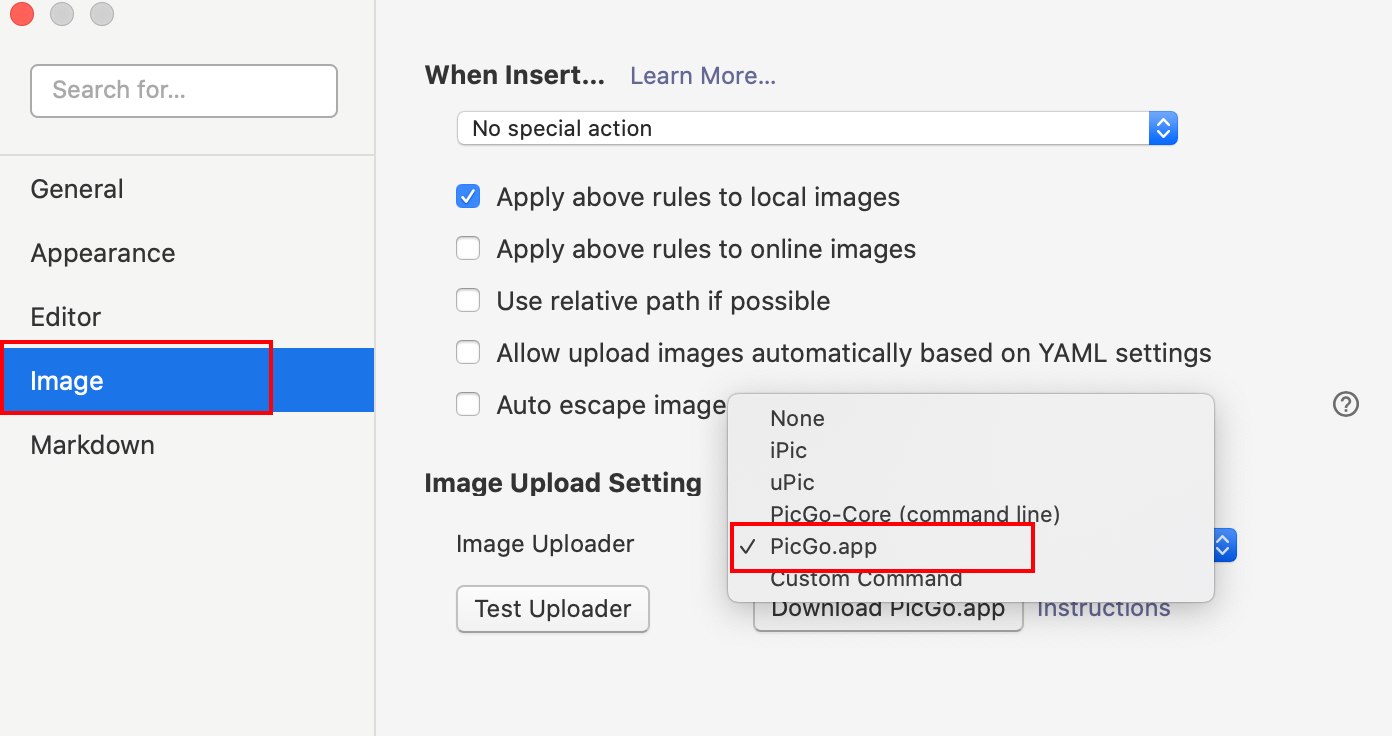 Search for...
General
Appearance
Editor
Image
Markdown
When Insert... Learn More...
No special action
Apply above rules to local images
Apply above rules to online images
Use relative path if possible
Allow upload images automatically based on YAML settings
Auto escape image
Image Upload Setting
Image Uploader
None
iPic
uPic
PicGo-Core (command line)
✓ PicGo.app
Custom Command
Test Uploader
Download PicGo.app
Instructions